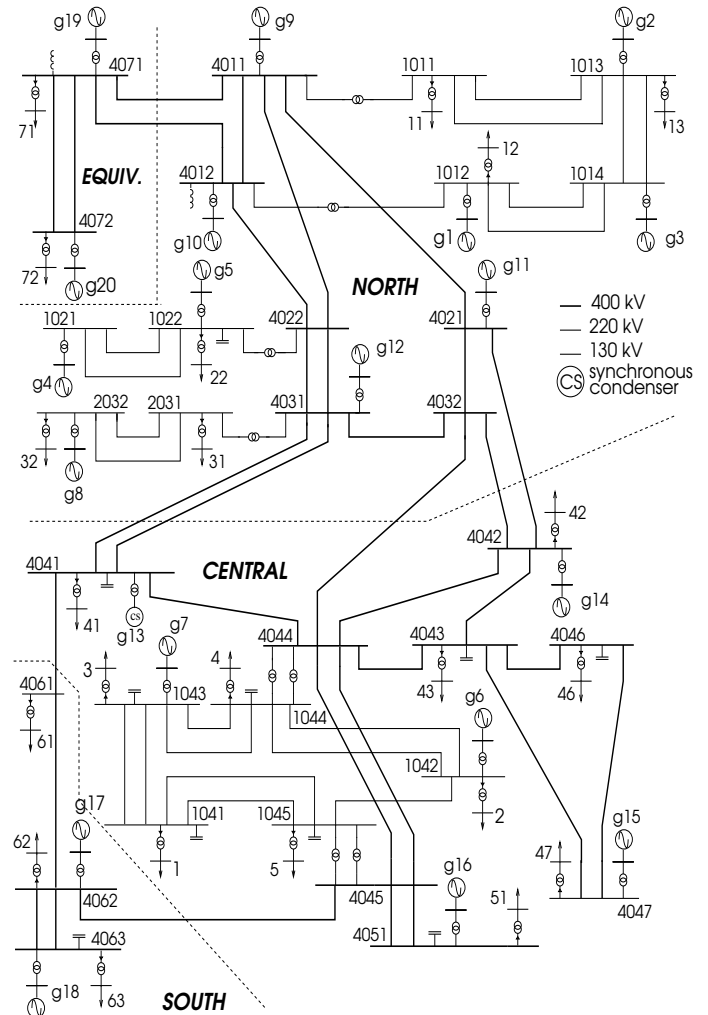 g19
g9
g2
4071
4011
1011
1013
71
11
12
13
EQUIV.
4012
1012
1014
4072
g10
g1
g3
72
g20
g5
NORTH
g11
1021
1022
4022
4021
400 kV
220 kV
130 kV
CS synchronous
condenser
g4
22
g12
2032
2031
4031
4032
32
g8
31
42
4042
4041
CENTRAL
41
CS
g13
g7
g14
4044
4043
4046
3
4
4061
1043
1044
43
46
61
g6
1042
g17
1041
1045
2
62
1
5
g16
47
g15
4062
4045
51
4047
4063
4051
g18
63
SOUTH